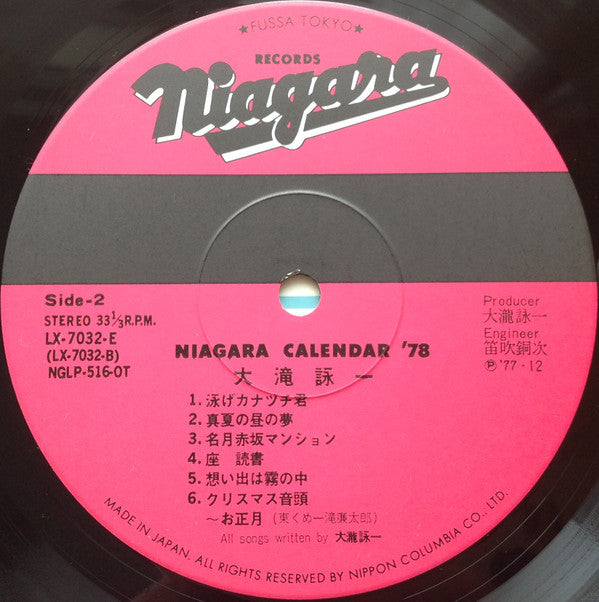 ★FUSSA TOKYO★
RECORDS
Niagara
Side-2
STEREO 33⅓R.P.M.
LX-7032-E
(LX-7032-B)
NGLP-516-OT
Producer
大瀧詠一
Engineer
笛吹銅次
Ⓟ'77・12
NIAGARA CALENDAR '78
大滝詠一
1.泳げカナヅチ君
2.真夏の昼の夢
3.名月赤坂マンション
4.座 読書
5.想い出は霧の中
6.クリスマス音頭
〜お正月(東くめー滝廉太郎)
All songs written by 大瀧詠一
MADE IN JAPAN. ALL RIGHTS RESERVED BY NIPPON COLUMBIA CO., LTD.